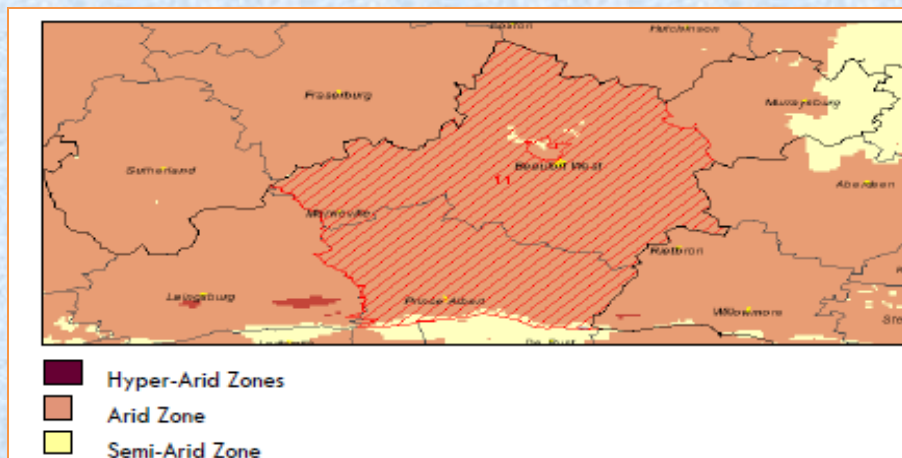 Hutchinson
Fraserburg
Murraysburg
Sutherland
Beaufort West
Aberdeen
11
Merweville
Rietbron
Laingsburg
Prince Albert
Willowmore
De Rust
Hyper-Arid Zones
Arid Zone
Semi-Arid Zone